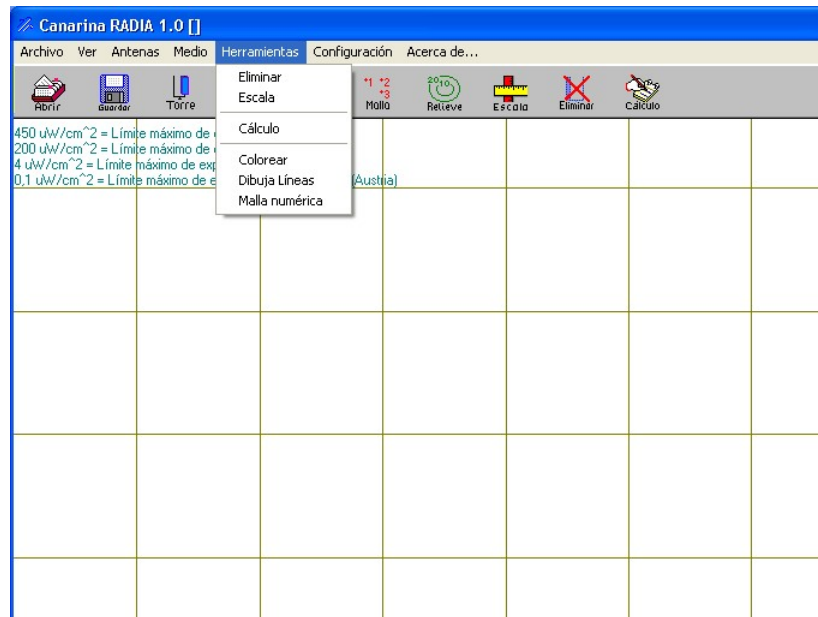 Canarina RADIA 1.0 []
Archivo Ver Antenas Medio Herramientas Configuración Acerca de...
Eliminar
Escala
Cálculo
Colorear
Dibuja Líneas
Malla numérica
Abrir Guardar Torre *1 *2 *3 Malla 2010 Relieve Escala Eliminar Cálculo
450 uW/cm^2 = Límite máximo de
200 uW/cm^2 = Límite máximo de
4 uW/cm^2 = Límite máximo de exp
0,1 uW/cm^2 = Límite máximo de e (Austria)